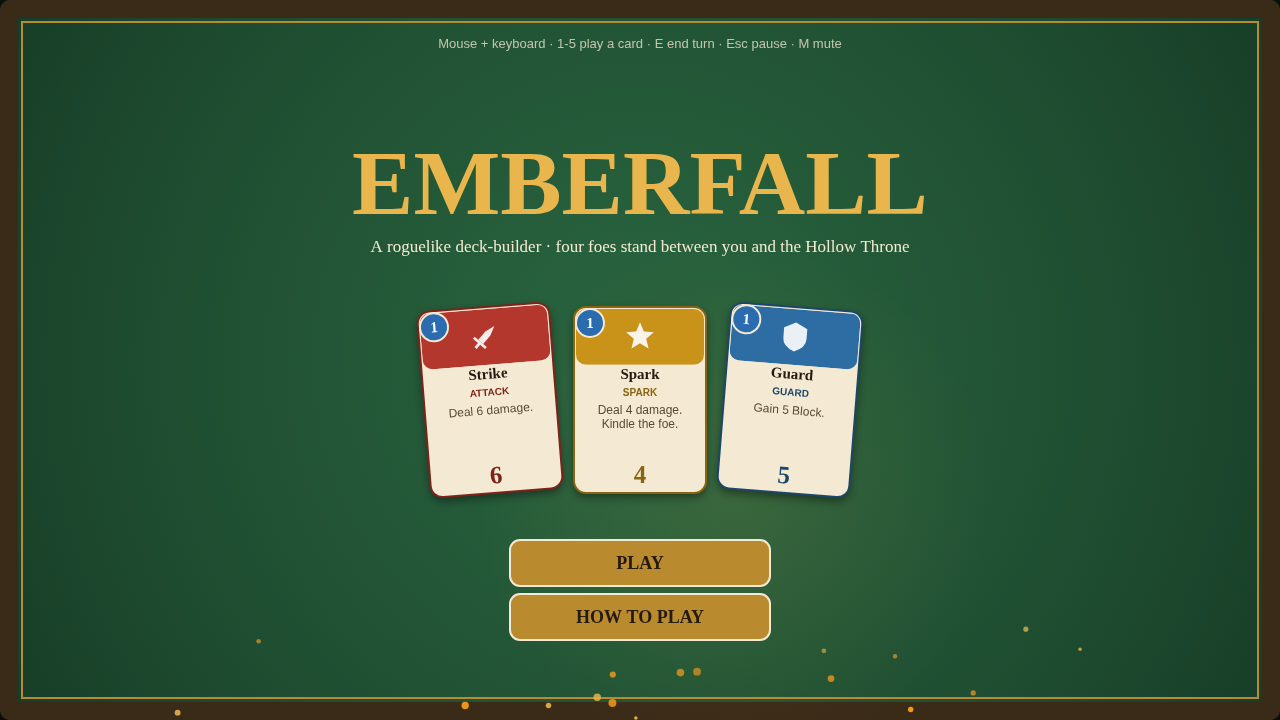 Mouse + keyboard · 1-5 play a card · E end turn · Esc pause · M mute
EMBERFALL
A roguelike deck-builder · four foes stand between you and the Hollow Throne
1
Strike
ATTACK
Deal 6 damage.
6
1
Spark
SPARK
Deal 4 damage.
Kindle the foe.
4
1
Guard
GUARD
Gain 5 Block.
5
PLAY
HOW TO PLAY